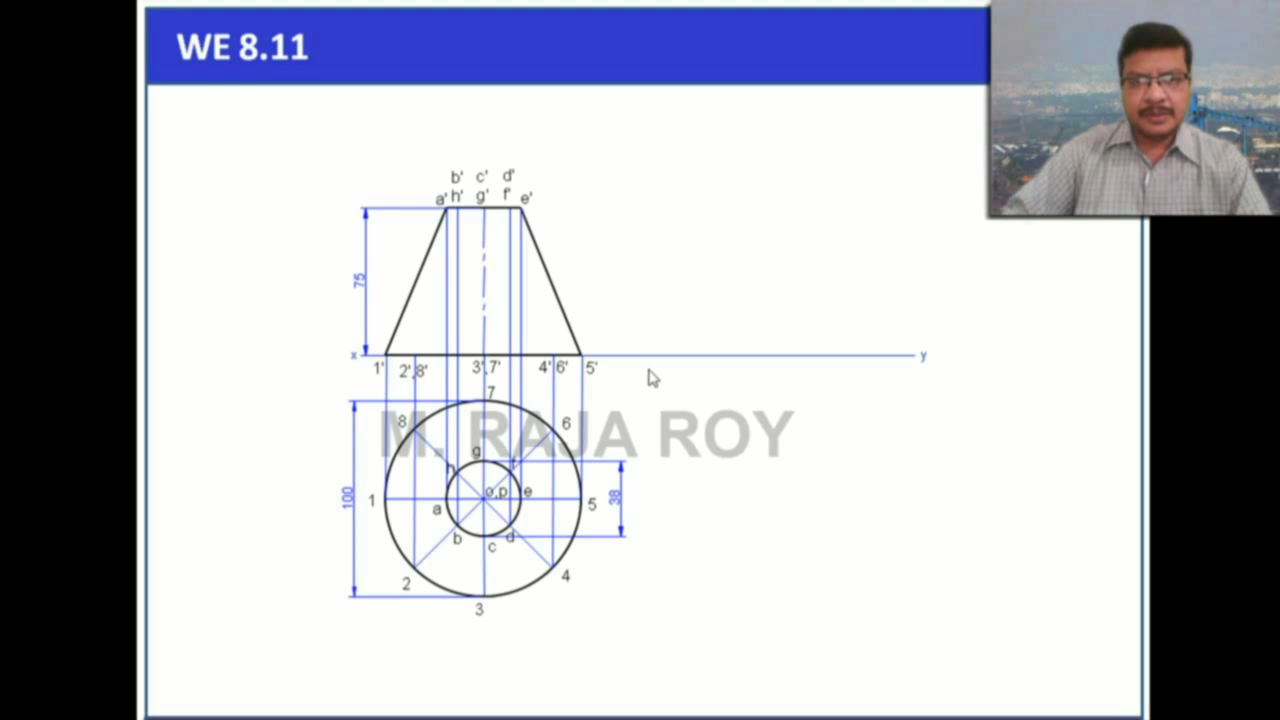 WE 8.11
b' c' d'
a' h' g' f' e'
75
x y
1' 2',8' 3',7' 4' 6' 5'
7
8 6
M. RAJA ROY
g
h f
o,p e
100 1 a 5 38
b d
c
2 4
3